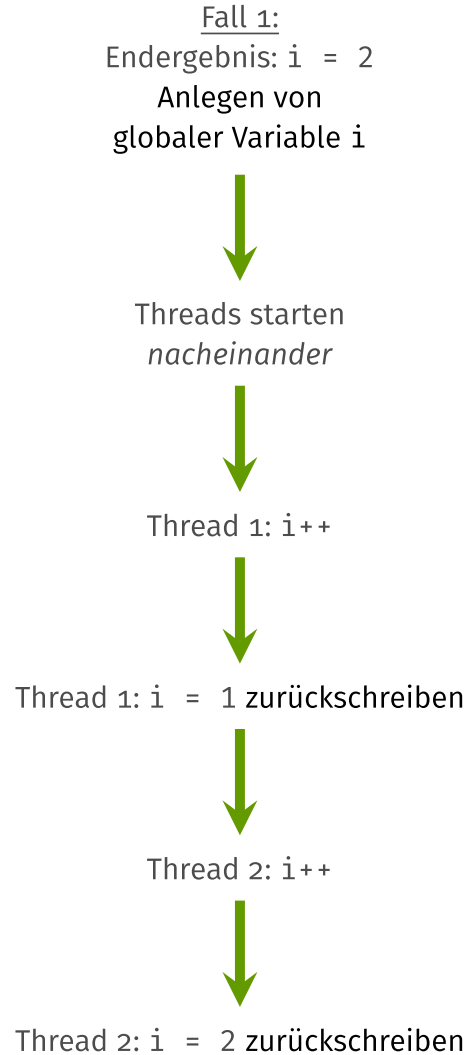 Fall 1:
Endergebnis: i = 2
Anlegen von
globaler Variable i
Threads starten
nacheinander
Thread 1: i++
Thread 1: i = 1 zurückschreiben
Thread 2: i++
Thread 2: i = 2 zurückschreiben